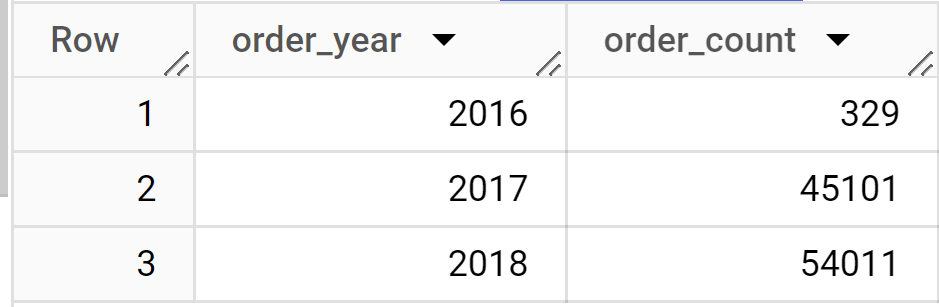 Row order_year order_count
1 2016 329
2 2017 45101
3 2018 54011